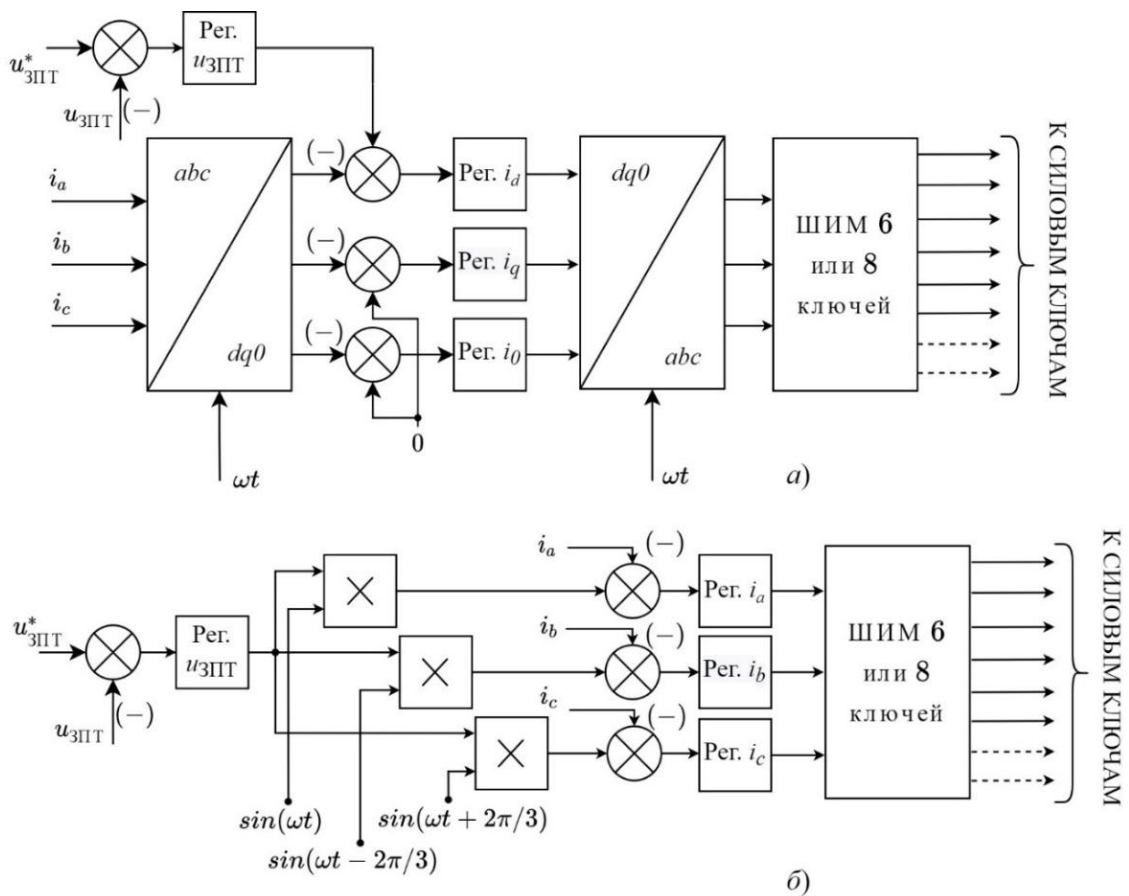 Рег.
u*ЗПТ
uЗПТ
uЗПТ (−)
abc
dq0
ia
ib
ic
ωt
(−)
(−)
(−)
0
Рег. id
Рег. iq
Рег. i0
dq0
abc
ωt
ШИМ 6
или 8
ключей
К СИЛОВЫМ КЛЮЧАМ
а)
u*ЗПТ
uЗПТ
(−)
Рег.
uЗПТ
×
×
×
sin(ωt)
sin(ωt − 2π/3)
sin(ωt + 2π/3)
ia
(−)
ib
(−)
ic
(−)
Рег. ia
Рег. ib
Рег. ic
ШИМ 6
или 8
ключей
К СИЛОВЫМ КЛЮЧАМ
б)